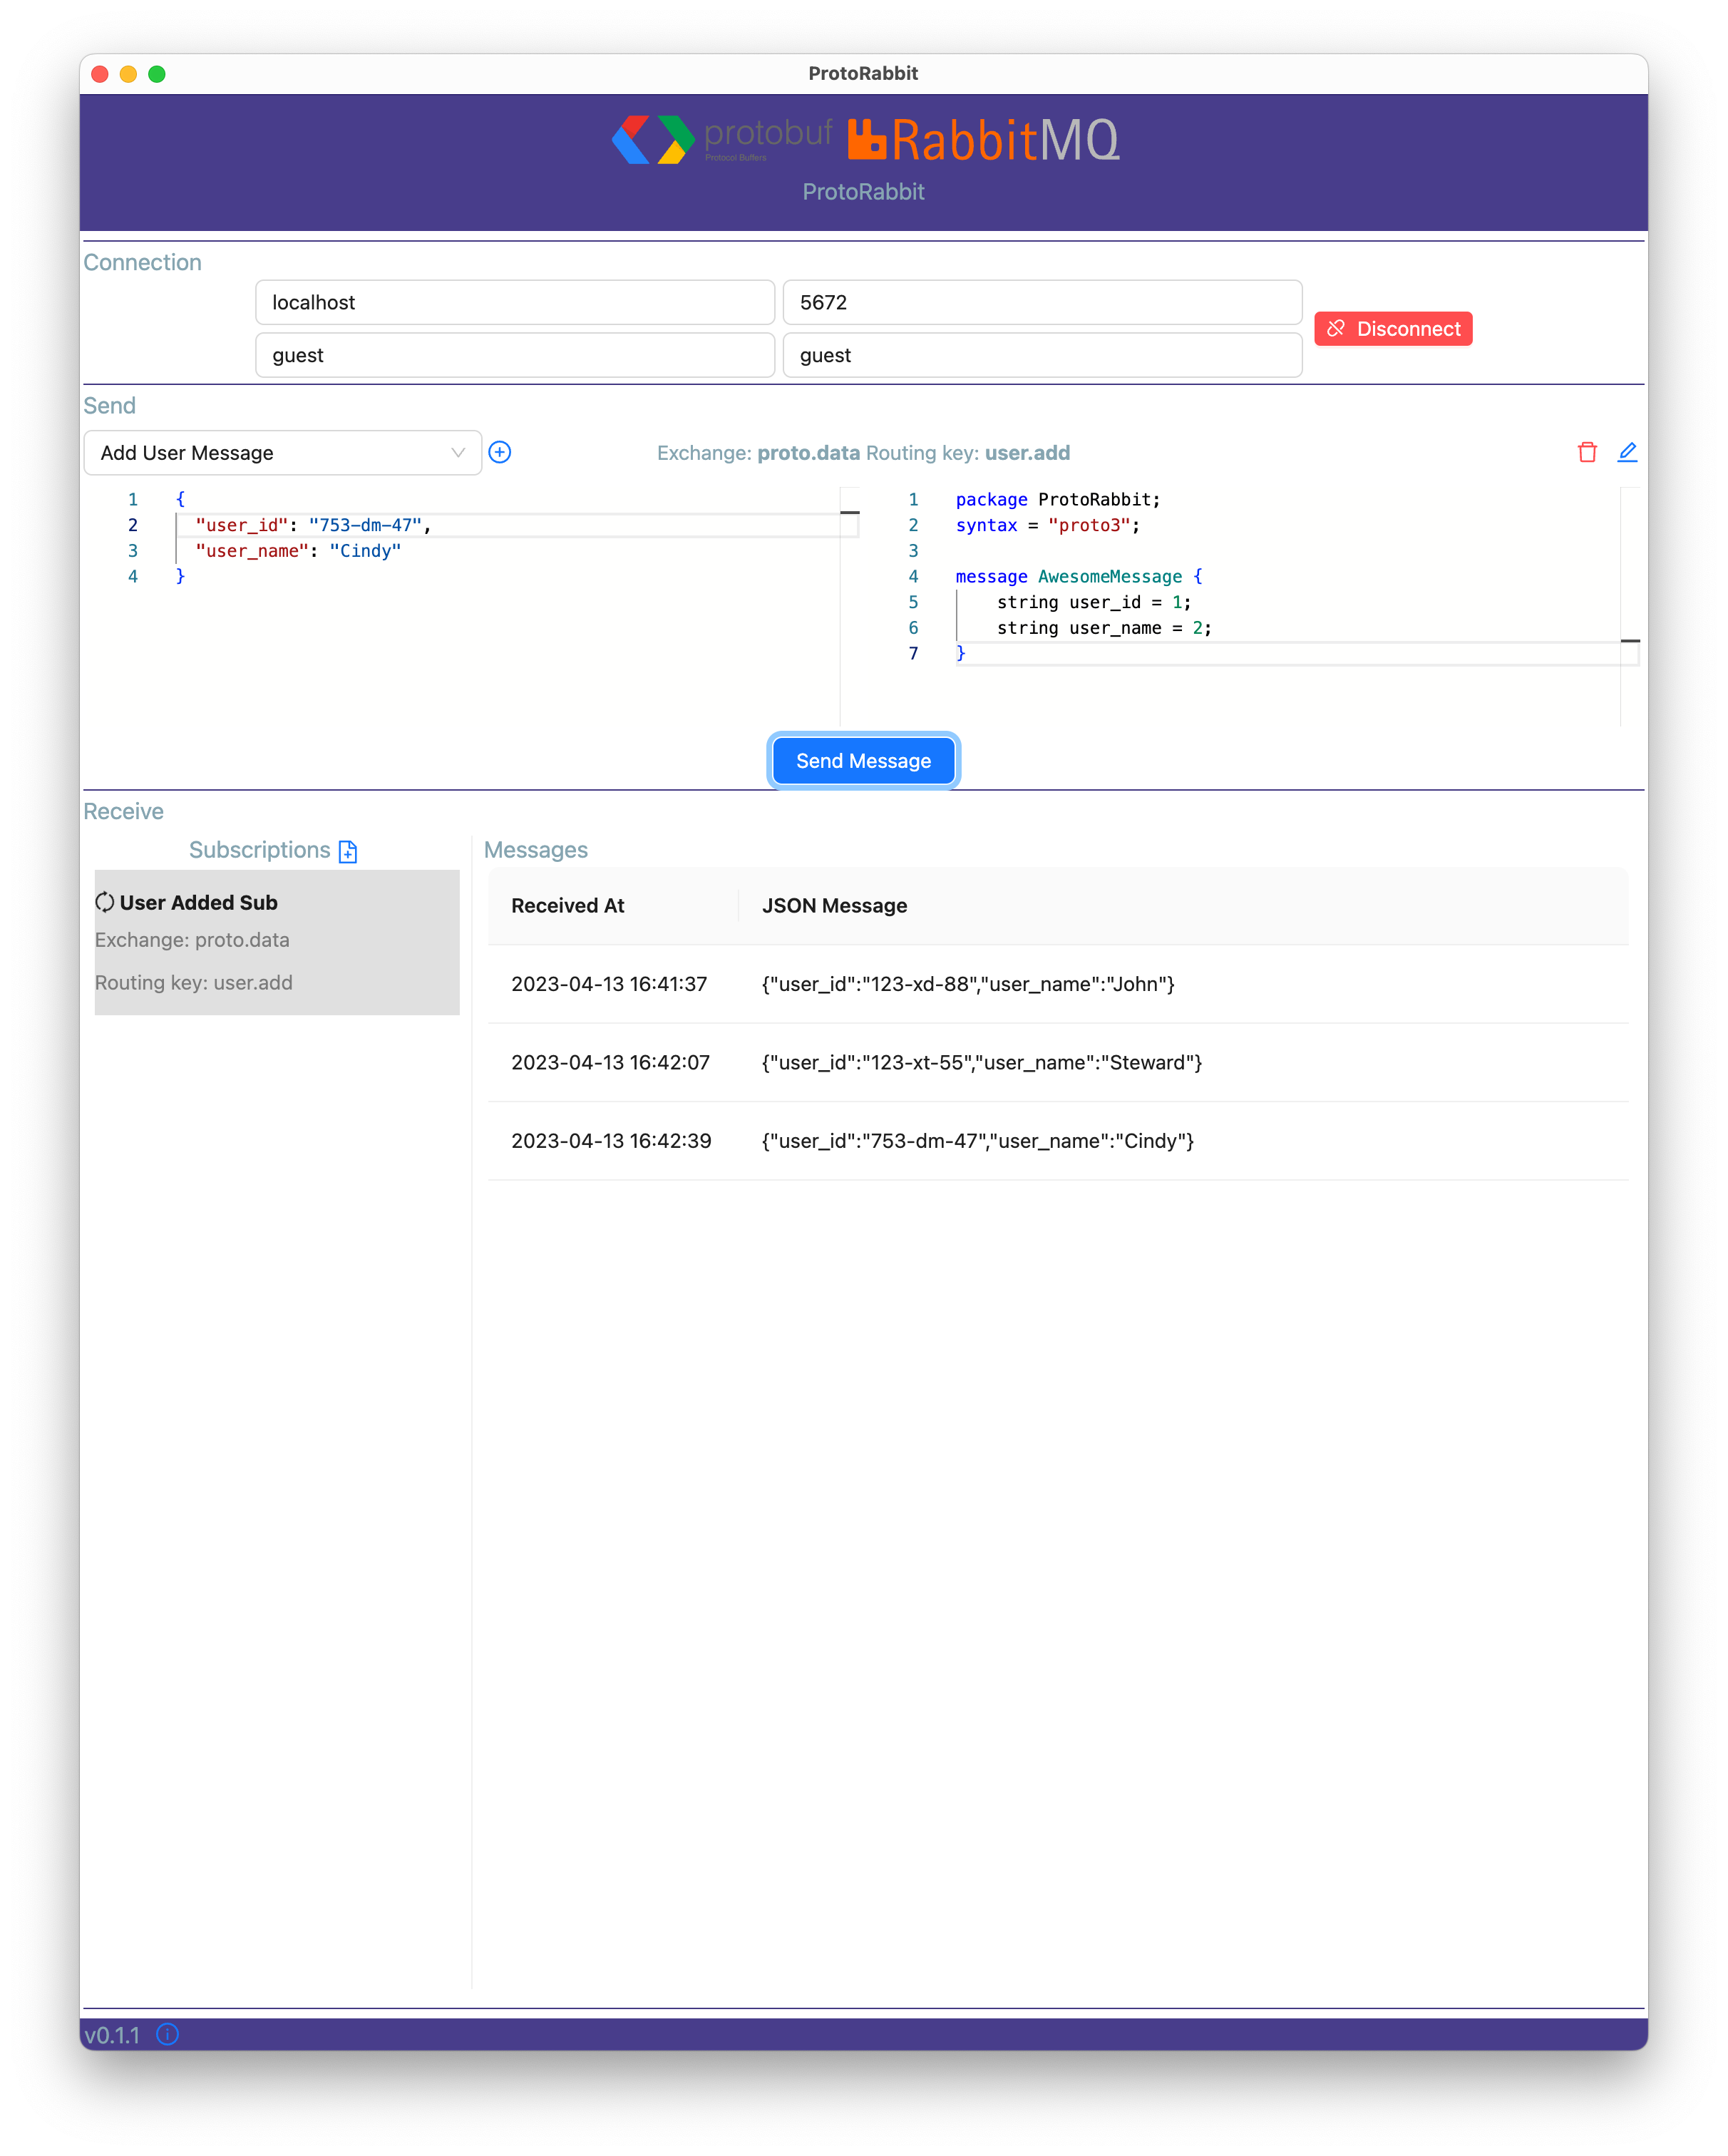 ProtoRabbit
protobuf
Protocol Buffers
RabbitMQ
ProtoRabbit
Connection
localhost 5672
Disconnect
guest guest
Send
Add User Message Exchange: proto.data Routing key: user.add
1 {
2 "user_id": "753-dm-47",
3 "user_name": "Cindy"
4 }
1 package ProtoRabbit;
2 syntax = "proto3";
3
4 message AwesomeMessage {
5 string user_id = 1;
6 string user_name = 2;
7 }
Send Message
Receive
Subscriptions
User Added Sub
Exchange: proto.data
Routing key: user.add
Messages
Received At JSON Message
2023-04-13 16:41:37 {"user_id":"123-xd-88","user_name":"John"}
2023-04-13 16:42:07 {"user_id":"123-xt-55","user_name":"Steward"}
2023-04-13 16:42:39 {"user_id":"753-dm-47","user_name":"Cindy"}
v0.1.1